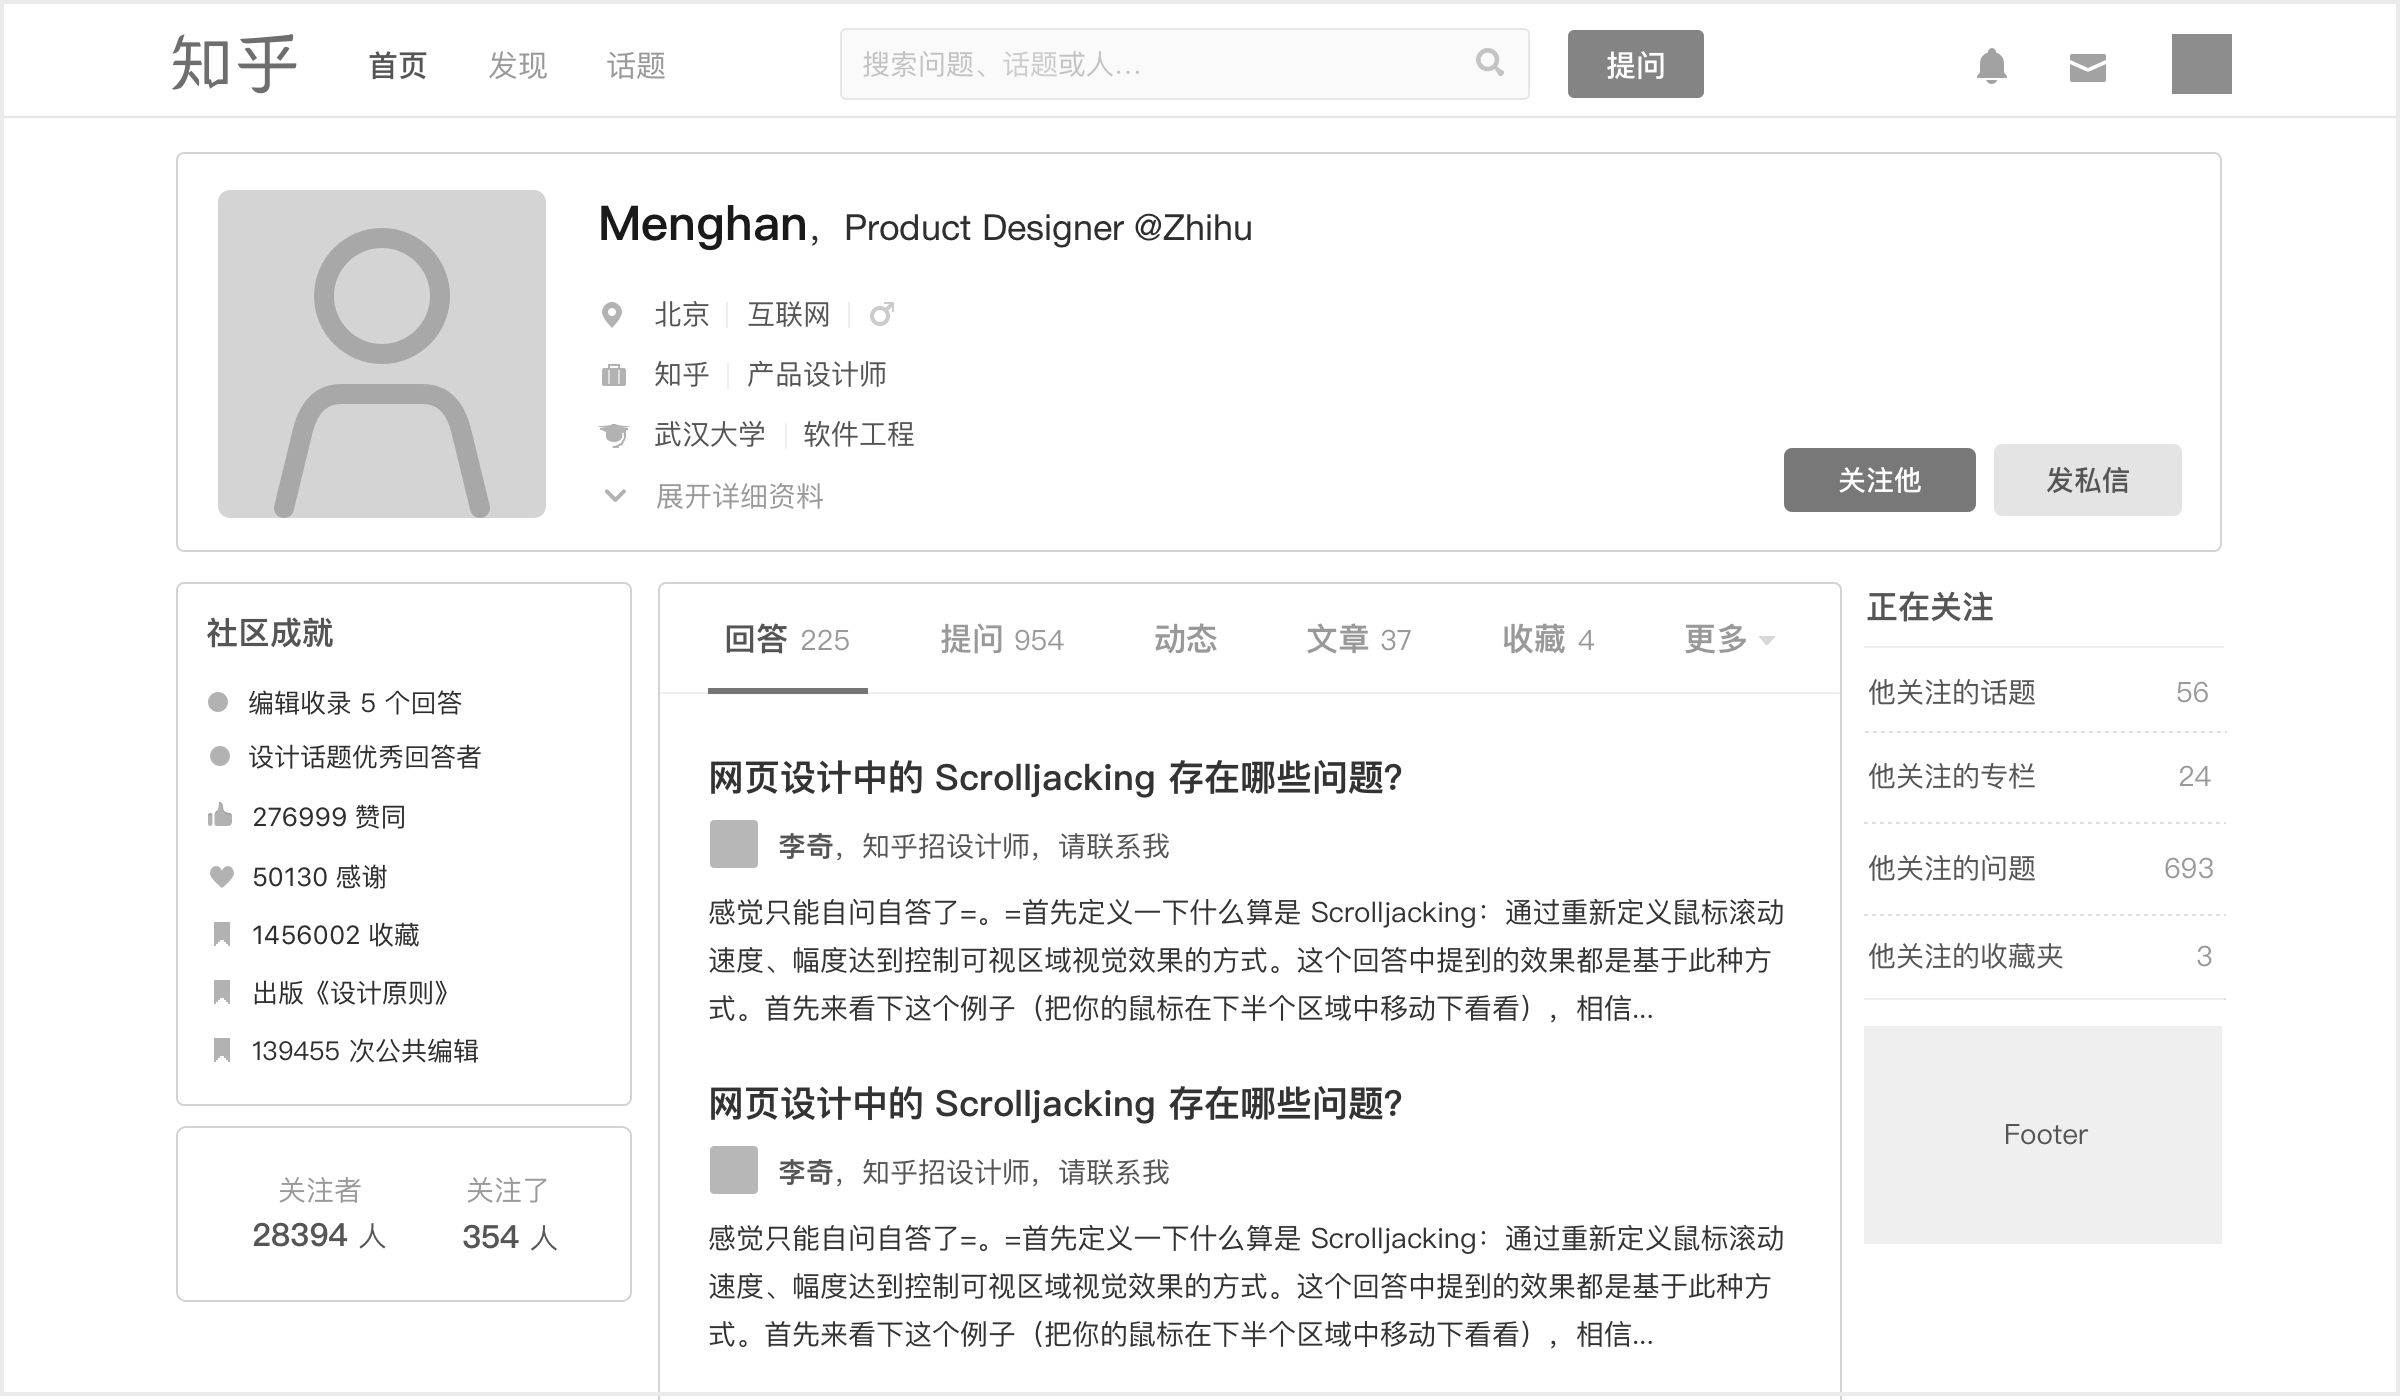 知乎 首页 发现 话题 搜索问题、话题或人... 提问
Menghan，Product Designer @Zhihu
北京 互联网
知乎 产品设计师
武汉大学 软件工程
展开详细资料
关注他 发私信
社区成就
编辑收录 5 个回答
设计话题优秀回答者
276999 赞同
50130 感谢
1456002 收藏
出版《设计原则》
139455 次公共编辑
关注者 关注了
28394 人 354 人
回答 225 提问 954 动态 文章 37 收藏 4 更多
网页设计中的 Scrolljacking 存在哪些问题?
李奇，知乎招设计师，请联系我
感觉只能自问自答了=。=首先定义一下什么算是 Scrolljacking：通过重新定义鼠标滚动
速度、幅度达到控制可视区域视觉效果的方式。这个回答中提到的效果都是基于此种方
式。首先来看下这个例子（把你的鼠标在下半个区域中移动下看看），相信...
网页设计中的 Scrolljacking 存在哪些问题?
李奇，知乎招设计师，请联系我
感觉只能自问自答了=。=首先定义一下什么算是 Scrolljacking：通过重新定义鼠标滚动
速度、幅度达到控制可视区域视觉效果的方式。这个回答中提到的效果都是基于此种方
式。首先来看下这个例子（把你的鼠标在下半个区域中移动下看看），相信...
正在关注
他关注的话题 56
他关注的专栏 24
他关注的问题 693
他关注的收藏夹 3
Footer